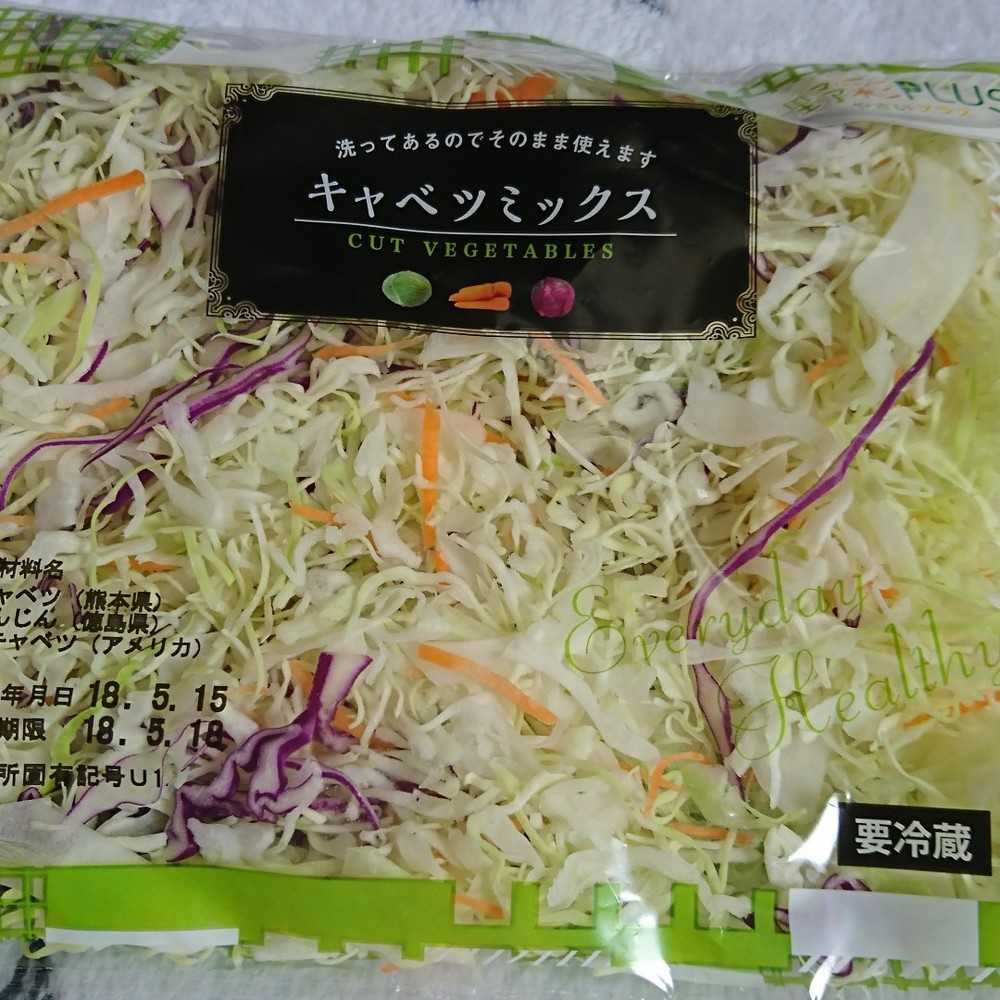 PLUS
洗ってあるのでそのまま使えます
キャベツミックス
CUT VEGETABLES
材料名
ャベツ（熊本県）
んじん（徳島県）
キャベツ（アメリカ）
年月日 18. 5. 15
期限 18. 5. 18
所固有記号U1
Everyday
Healthy
要冷蔵